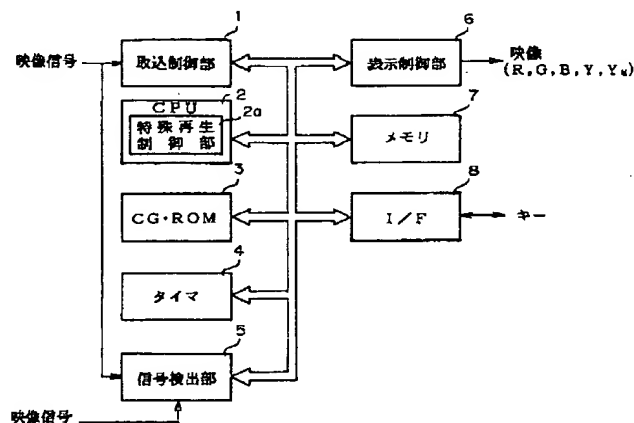 映像信号
1
取込制御部
2
CPU
2a
特殊再生
制御部
3
CG・ROM
4
タイマ
5
信号検出部
映像信号
6
表示制御部
映像
(R,G,B,Y,YM)
7
メモリ
8
I/F
キー